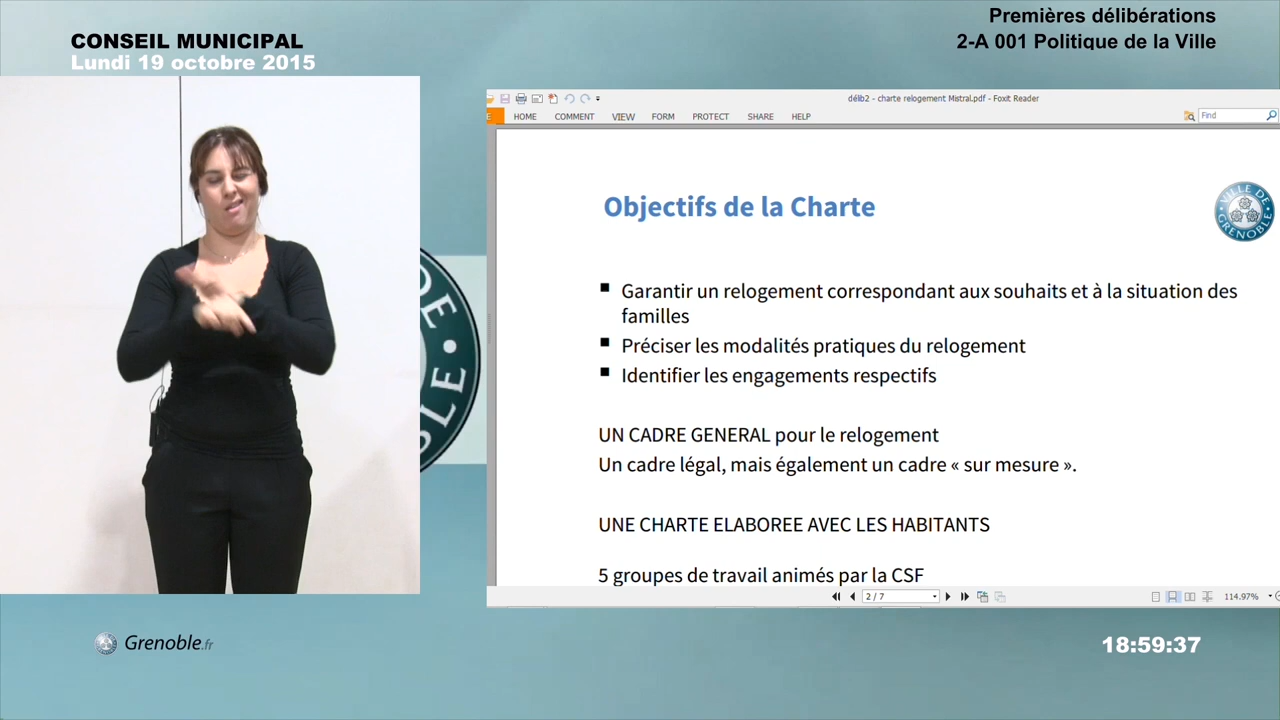 CONSEIL MUNICIPAL
Lundi 19 octobre 2015
Premières délibérations
2-A 001 Politique de la Ville
délib2 - charte relogement Mistral.pdf - Foxit Reader
HOME COMMENT VIEW FORM PROTECT SHARE HELP
Find
Objectifs de la Charte
VILLE DE GRENOBLE
Garantir un relogement correspondant aux souhaits et à la situation des
familles
Préciser les modalités pratiques du relogement
Identifier les engagements respectifs
UN CADRE GENERAL pour le relogement
Un cadre légal, mais également un cadre « sur mesure ».
UNE CHARTE ELABOREE AVEC LES HABITANTS
5 groupes de travail animés par la CSF
2 / 7
114.97%
Grenoble.fr
18:59:37